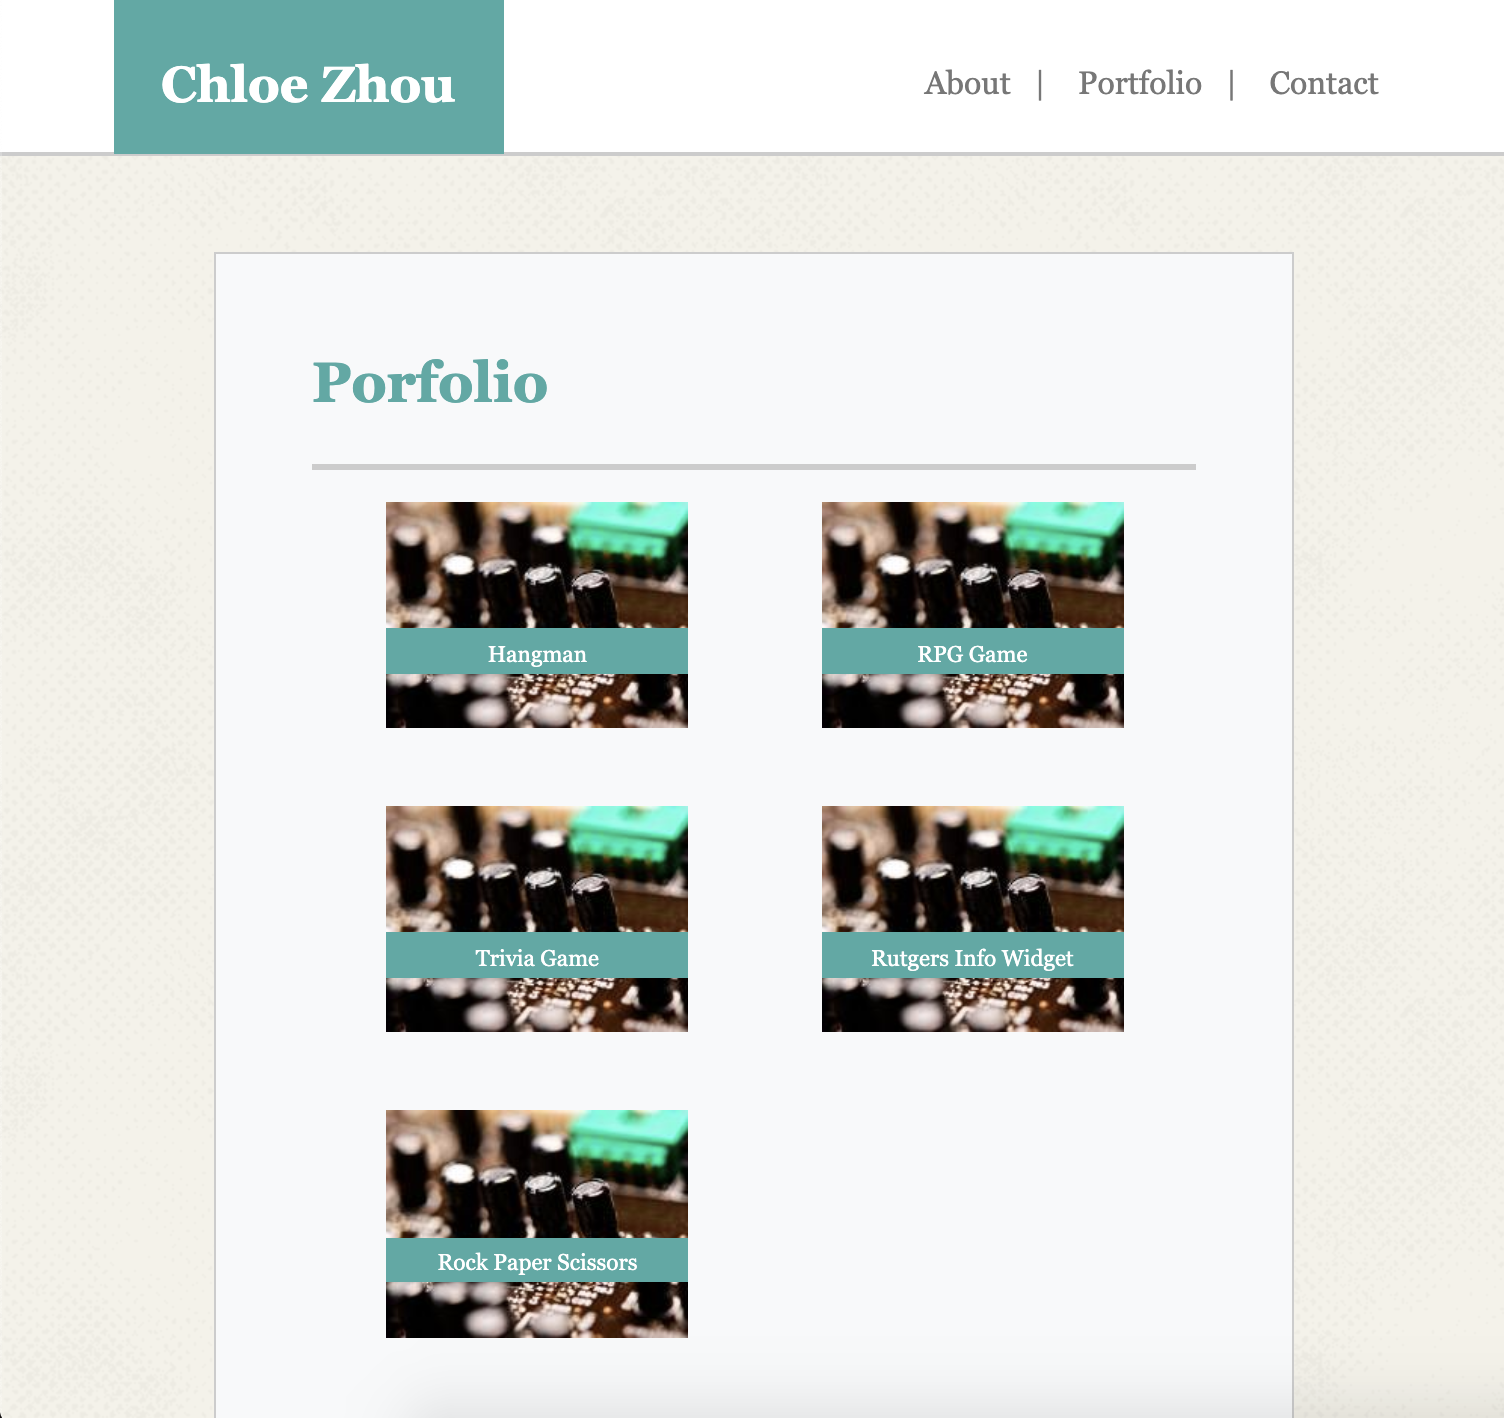 Chloe Zhou
About | Portfolio | Contact
Porfolio
Hangman
RPG Game
Trivia Game
Rutgers Info Widget
Rock Paper Scissors